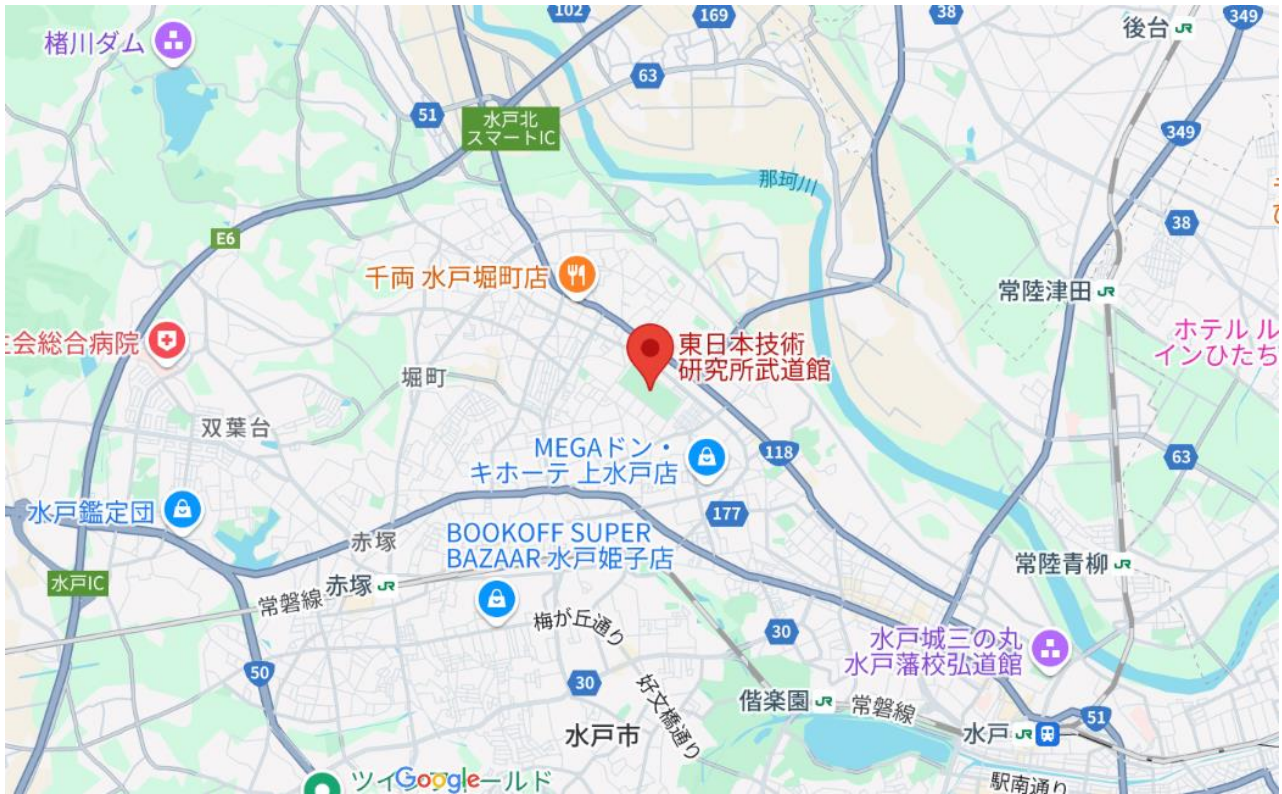 102
169
38
349
後台
楮川ダム
63
51
水戸北
スマートIC
349
那珂川
38
E6
千両 水戸堀町店
常陸津田
東日本技術
研究所武道館
ホテル ル
インひたち
会総合病院
堀町
双葉台
MEGAドン・
キホーテ 上水戸店
118
63
水戸鑑定団
177
赤塚
BOOKOFF SUPER
BAZAAR 水戸姫子店
常陸青柳
水戸IC
常磐線
赤塚
梅が丘通り
30
水戸城三の丸
水戸藩校弘道館
50
30
好文橋通り
偕楽園
常磐線
水戸市
水戸
51
ツイ
Google
ールド
駅南通り